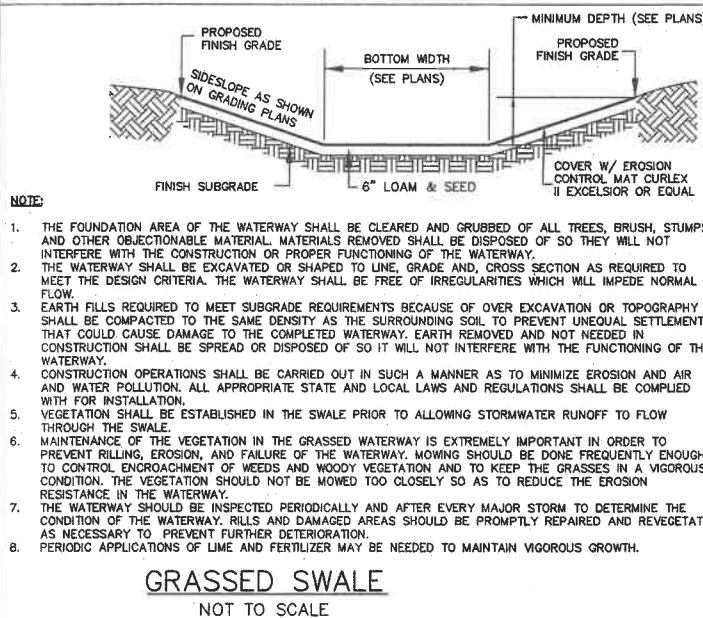 MINIMUM DEPTH (SEE PLANS)
PROPOSED
FINISH GRADE
PROPOSED
FINISH GRADE
BOTTOM WIDTH
(SEE PLANS)
SIDESLOPE AS SHOWN
ON GRADING PLANS
FINISH SUBGRADE
6" LOAM & SEED
COVER W/ EROSION
CONTROL MAT CURLEX
II EXCELSIOR OR EQUAL
NOTE:
1. THE FOUNDATION AREA OF THE WATERWAY SHALL BE CLEARED AND GRUBBED OF ALL TREES, BRUSH, STUMPS
AND OTHER OBJECTIONABLE MATERIAL. MATERIALS REMOVED SHALL BE DISPOSED OF SO THEY WILL NOT
INTERFERE WITH THE CONSTRUCTION OR PROPER FUNCTIONING OF THE WATERWAY.
2. THE WATERWAY SHALL BE EXCAVATED OR SHAPED TO LINE, GRADE AND, CROSS SECTION AS REQUIRED TO
MEET THE DESIGN CRITERIA. THE WATERWAY SHALL BE FREE OF IRREGULARITIES WHICH WILL IMPEDE NORMAL
FLOW.
3. EARTH FILLS REQUIRED TO MEET SUBGRADE REQUIREMENTS BECAUSE OF OVER EXCAVATION OR TOPOGRAPHY
SHALL BE COMPACTED TO THE SAME DENSITY AS THE SURROUNDING SOIL TO PREVENT UNEQUAL SETTLEMENT
THAT COULD CAUSE DAMAGE TO THE COMPLETED WATERWAY. EARTH REMOVED AND NOT NEEDED IN
CONSTRUCTION SHALL BE SPREAD OR DISPOSED OF SO IT WILL NOT INTERFERE WITH THE FUNCTIONING OF TH
WATERWAY.
4. CONSTRUCTION OPERATIONS SHALL BE CARRIED OUT IN SUCH A MANNER AS TO MINIMIZE EROSION AND AIR
AND WATER POLLUTION. ALL APPROPRIATE STATE AND LOCAL LAWS AND REGULATIONS SHALL BE COMPLIED
WITH FOR INSTALLATION.
5. VEGETATION SHALL BE ESTABLISHED IN THE SWALE PRIOR TO ALLOWING STORMWATER RUNOFF TO FLOW
THROUGH THE SWALE.
6. MAINTENANCE OF THE VEGETATION IN THE GRASSED WATERWAY IS EXTREMELY IMPORTANT IN ORDER TO
PREVENT RILLING, EROSION, AND FAILURE OF THE WATERWAY. MOWING SHOULD BE DONE FREQUENTLY ENOUGH
TO CONTROL ENCROACHMENT OF WEEDS AND WOODY VEGETATION AND TO KEEP THE GRASSES IN A VIGOROUS
CONDITION. THE VEGETATION SHOULD NOT BE MOWED TOO CLOSELY SO AS TO REDUCE THE EROSION
RESISTANCE IN THE WATERWAY.
7. THE WATERWAY SHOULD BE INSPECTED PERIODICALLY AND AFTER EVERY MAJOR STORM TO DETERMINE THE
CONDITION OF THE WATERWAY. RILLS AND DAMAGED AREAS SHOULD BE PROMPTLY REPAIRED AND REVEGETAT
AS NECESSARY TO PREVENT FURTHER DETERIORATION.
8. PERIODIC APPLICATIONS OF LIME AND FERTILIZER MAY BE NEEDED TO MAINTAIN VIGOROUS GROWTH.
GRASSED SWALE
NOT TO SCALE